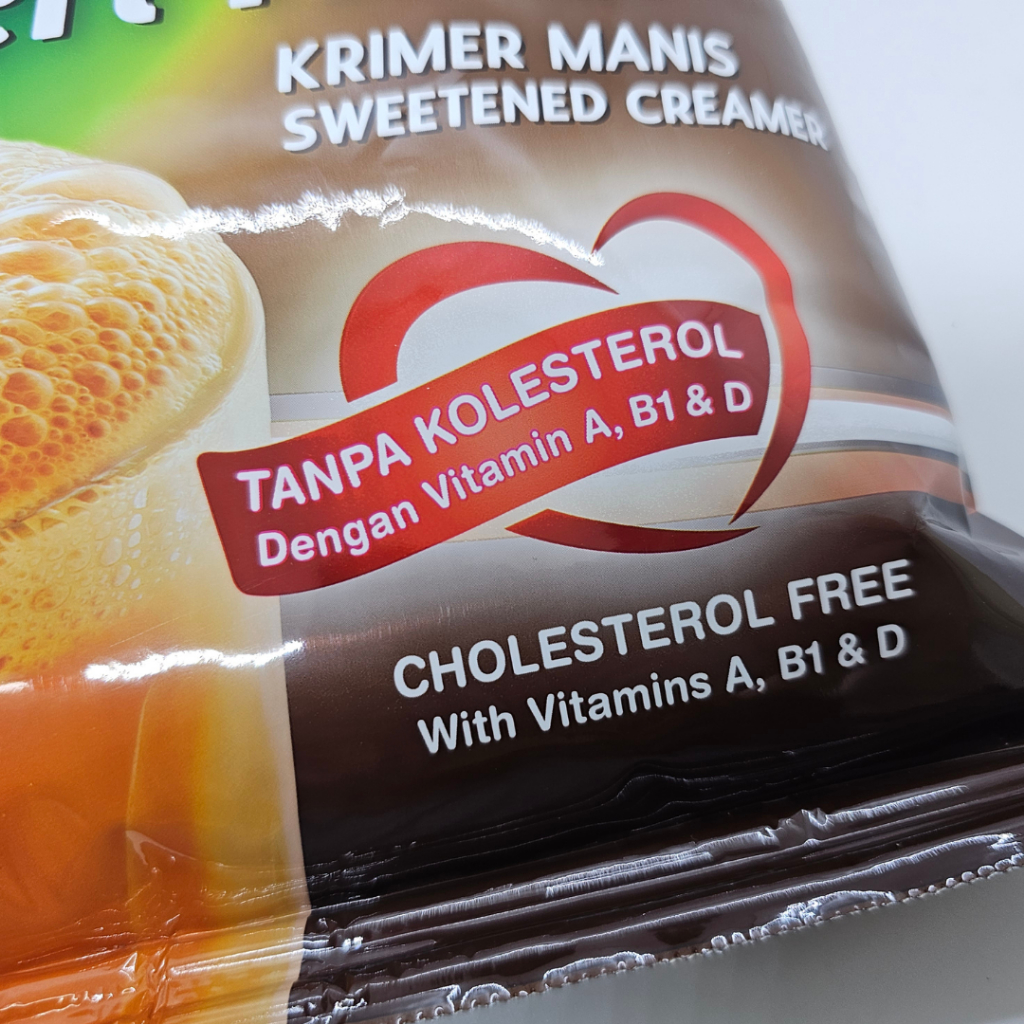 KRIMER MANIS
SWEETENED CREAMER
TANPA KOLESTEROL
Dengan Vitamin A, B1 & D
CHOLESTEROL FREE
With Vitamins A, B1 & D